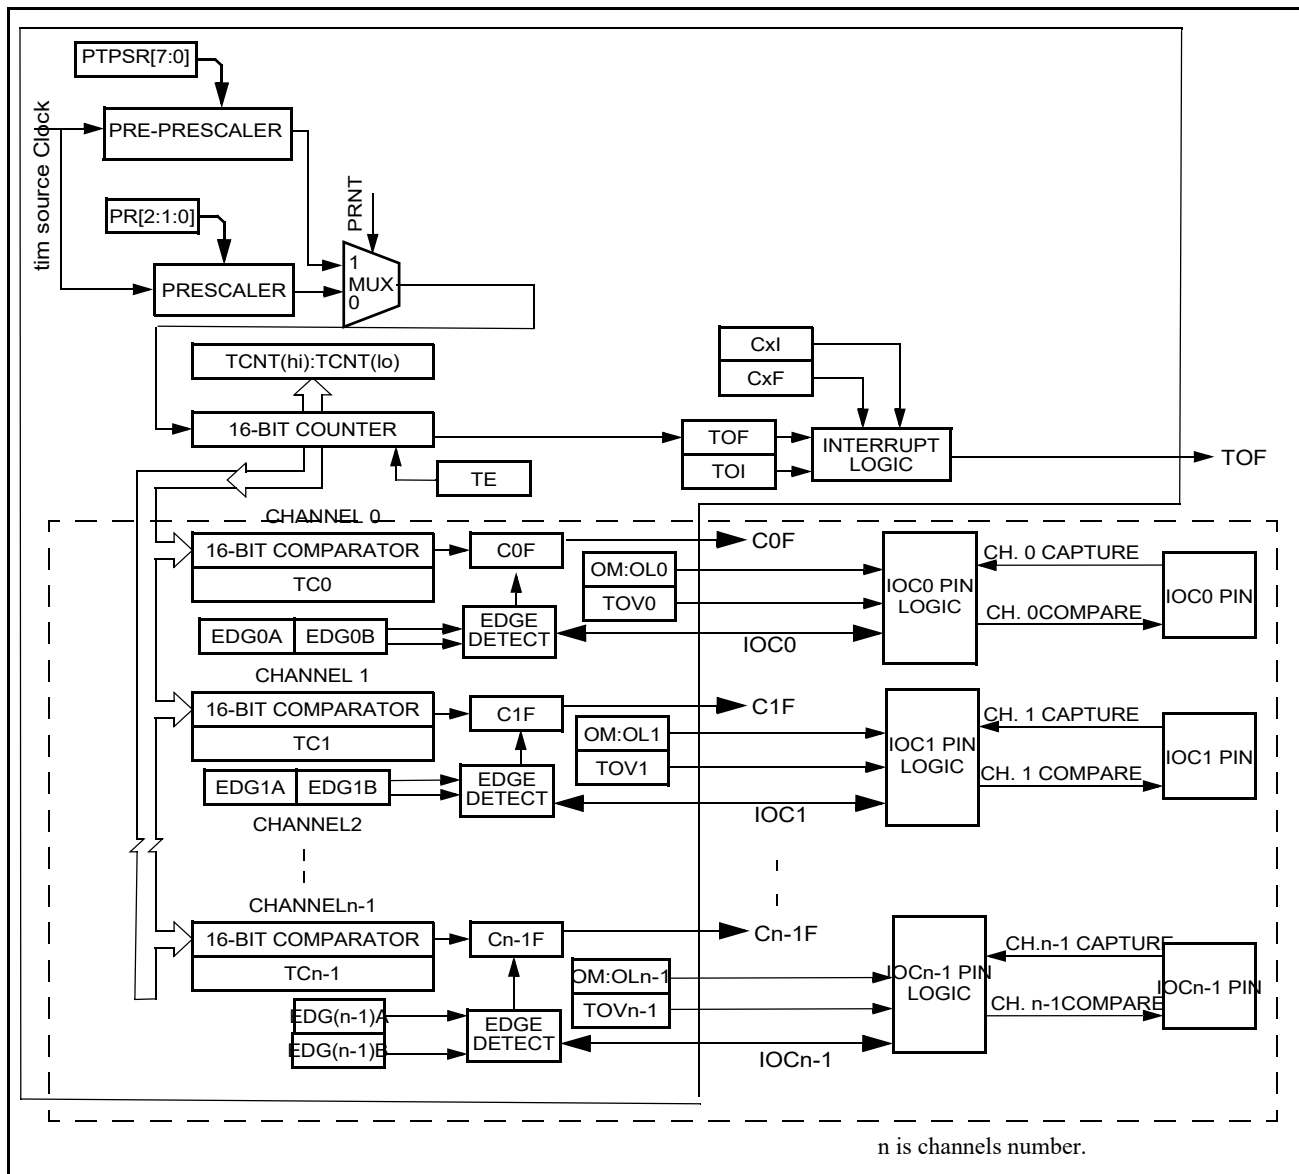 PTPSR[7:0]
tim source Clock
PRE-PRESCALER
PR[2:1:0]
PRNT
PRESCALER
1
MUX
0
TCNT(hi):TCNT(lo)
CxI
CxF
16-BIT COUNTER
TOF
TOI
INTERRUPT
LOGIC
TOF
TE
CHANNEL 0
16-BIT COMPARATOR
TC0
C0F
C0F
OM:OL0
TOV0
IOC0 PIN
LOGIC
CH. 0 CAPTURE
CH. 0COMPARE
IOC0 PIN
EDG0A
EDG0B
EDGE
DETECT
IOC0
CHANNEL 1
16-BIT COMPARATOR
TC1
C1F
C1F
OM:OL1
TOV1
IOC1 PIN
LOGIC
CH. 1 CAPTURE
CH. 1 COMPARE
IOC1 PIN
EDG1A
EDG1B
EDGE
DETECT
IOC1
CHANNEL2
CHANNELn-1
16-BIT COMPARATOR
TCn-1
Cn-1F
Cn-1F
OM:OLn-1
TOVn-1
IOCn-1 PIN
LOGIC
CH.n-1 CAPTURE
CH. n-1COMPARE
IOCn-1 PIN
EDG(n-1)A
EDG(n-1)B
EDGE
DETECT
IOCn-1
n is channels number.